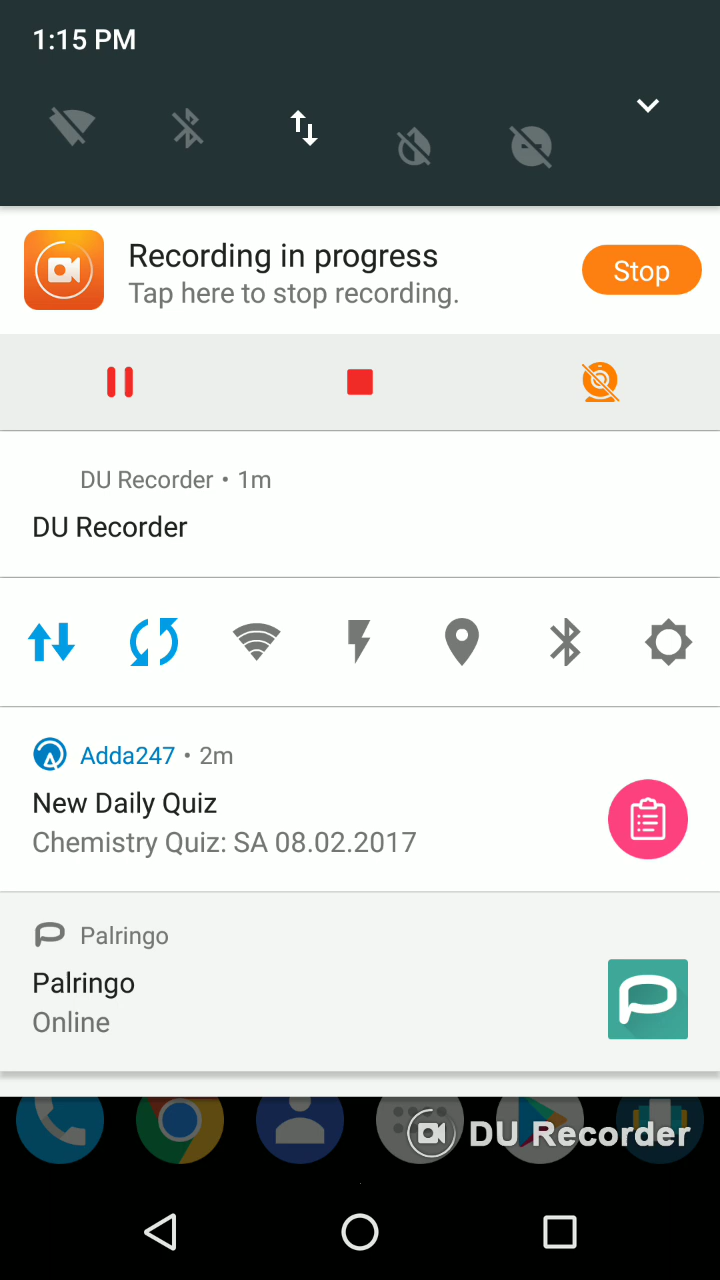 1:15 PM
Recording in progress
Tap here to stop recording.
Stop
DU Recorder • 1m
DU Recorder
Adda247 • 2m
New Daily Quiz
Chemistry Quiz: SA 08.02.2017
Palringo
Palringo
Online
DU Recorder